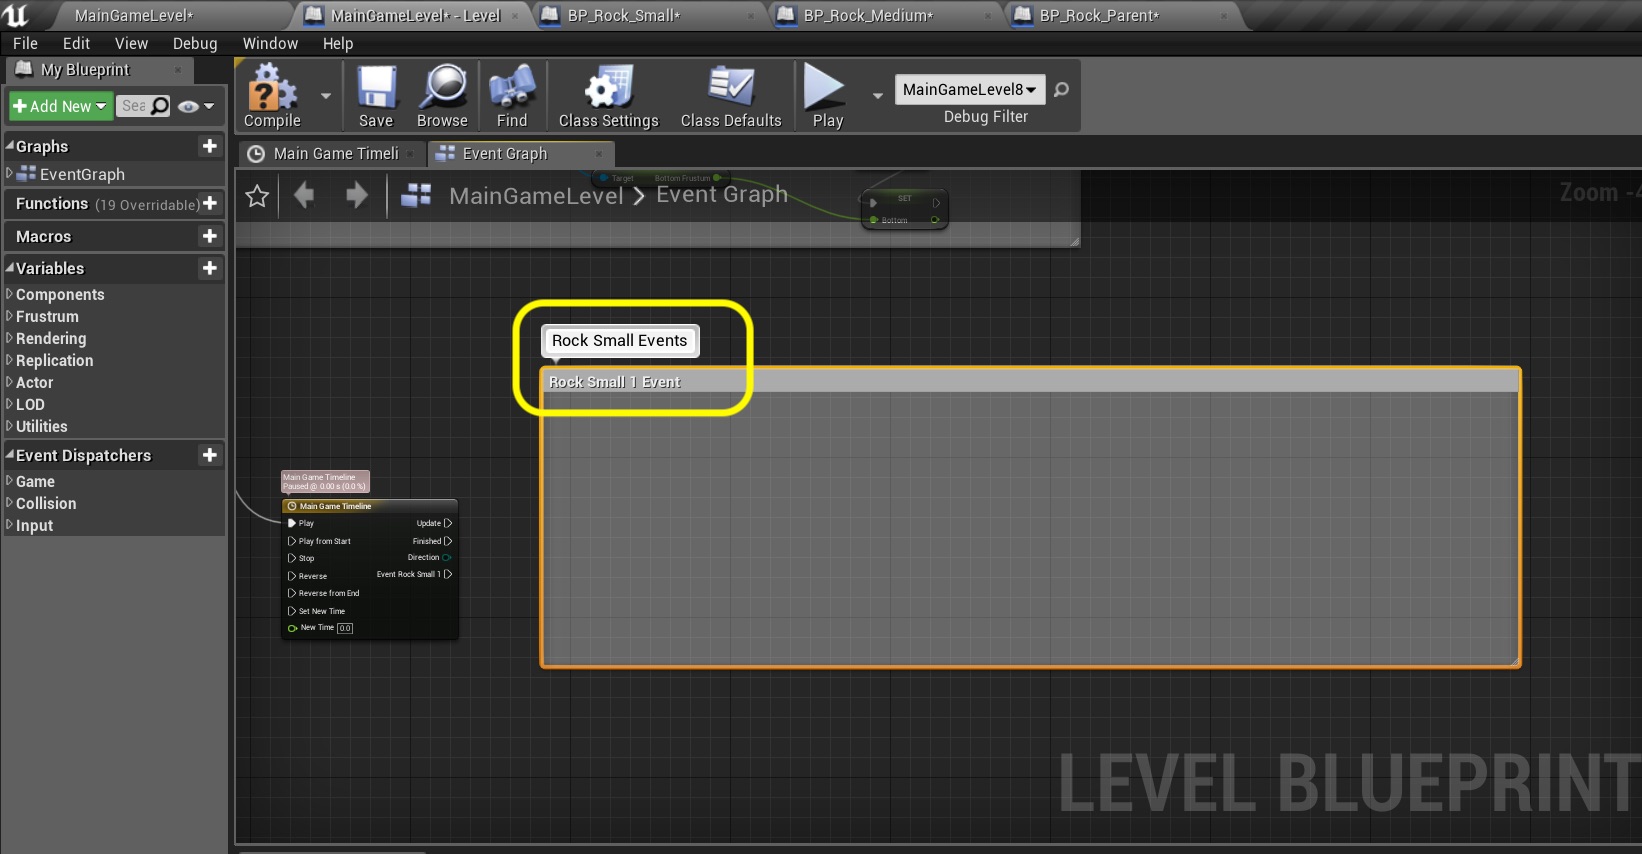 MainGameLevel*
MainGameLevel* - Level
BP_Rock_Small*
BP_Rock_Medium*
BP_Rock_Parent*
File Edit View Debug Window Help
My Blueprint
Add New
Sea
Compile
Save
Browse
Find
Class Settings
Class Defaults
Play
MainGameLevel8
Debug Filter
Graphs
EventGraph
Functions (19 Overridable)
Macros
Variables
Components
Frustrum
Rendering
Replication
Actor
LOD
Utilities
Event Dispatchers
Game
Collision
Input
Main Game Timeli
Event Graph
MainGameLevel > Event Graph
Zoom -4
Target Bottom Frustum
SET
Bottom
Rock Small Events
Rock Small 1 Event
Main Game Timeline
Paused @ 0.00 s (0.0 %)
Main Game Timeline
Play Update
Play from Start Finished
Stop Direction
Reverse Event Rock Small 1
Reverse from End
Set New Time
New Time 0.0
LEVEL BLUEPRINT